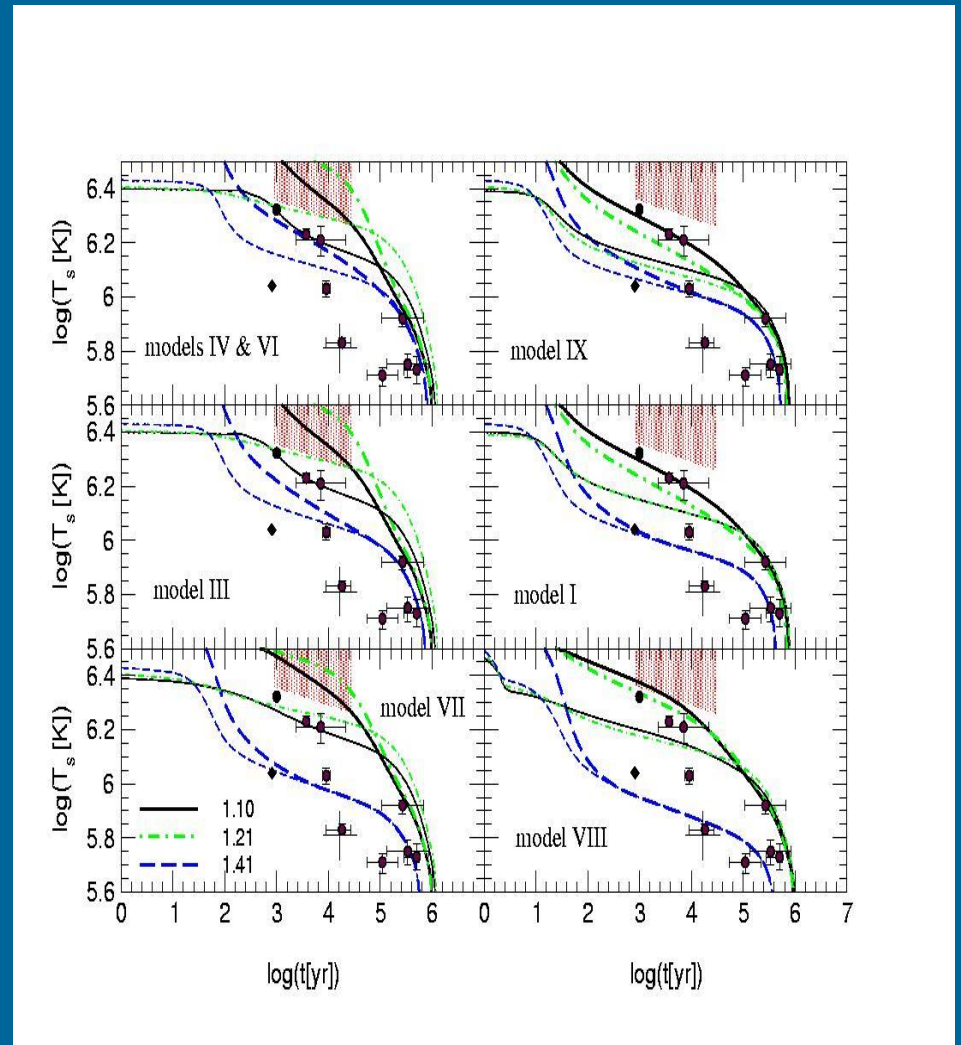 log(T_s [K])
6.4
6.2
6
5.8
5.6
models IV & VI
model IX
log(T_s [K])
6.4
6.2
6
5.8
5.6
model III
model I
log(T_s [K])
6.4
6.2
6
5.8
5.6
model VII
1.10
1.21
1.41
model VIII
0 1 2 3 4 5 6 0 1 2 3 4 5 6 7
log(t[yr]) log(t[yr])